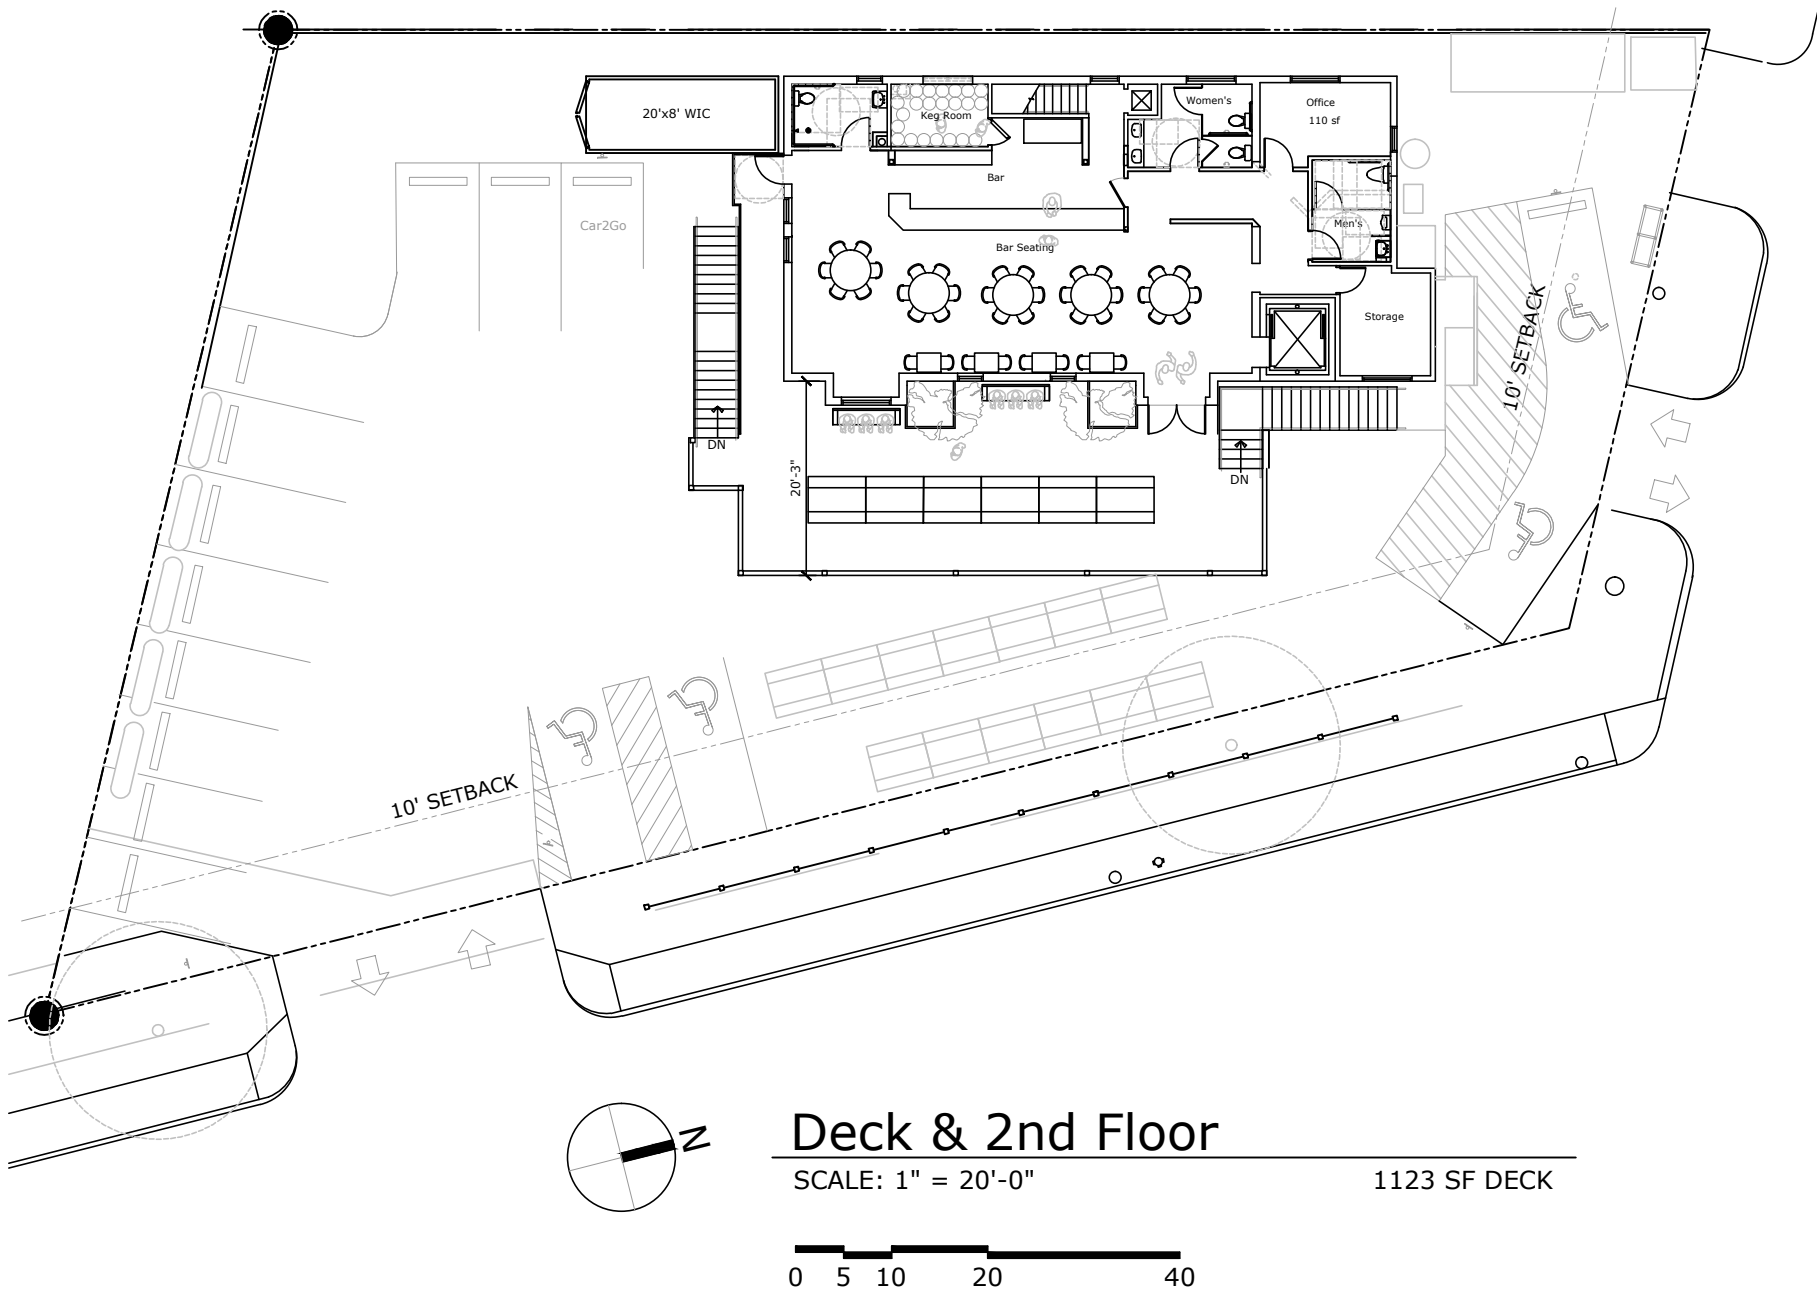 20'x8' WIC
Keg Room
Women's
Office
110 sf
Bar
Men's
Car2Go
Bar Seating
Storage
10' SETBACK
DN
DN
20'-3"
10' SETBACK
N
Deck & 2nd Floor
SCALE: 1" = 20'-0"
1123 SF DECK
0 5 10 20 40